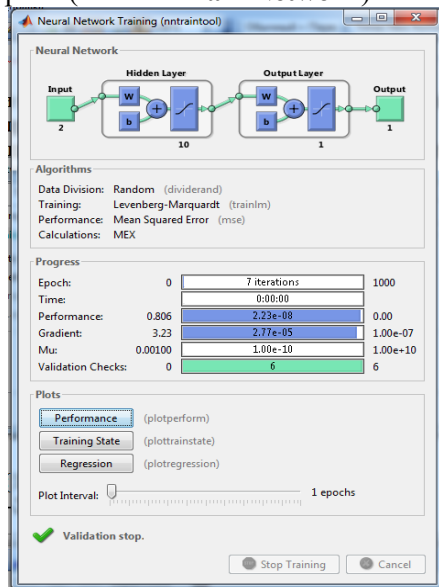 Neural Network Training (nntraintool)
Neural Network
Hidden Layer Output Layer
Input Output
W W
+ +
b b
2 1
10 1
Algorithms
Data Division: Random (dividerand)
Training: Levenberg-Marquardt (trainlm)
Performance: Mean Squared Error (mse)
Calculations: MEX
Progress
Epoch: 0 7 iterations 1000
Time: 0:00:00
Performance: 0.806 2.23e-08 0.00
Gradient: 3.23 2.77e-05 1.00e-07
Mu: 0.00100 1.00e-10 1.00e+10
Validation Checks: 0 6 6
Plots
Performance (plotperform)
Training State (plottrainstate)
Regression (plotregression)
Plot Interval: 1 epochs
Validation stop.
Stop Training Cancel